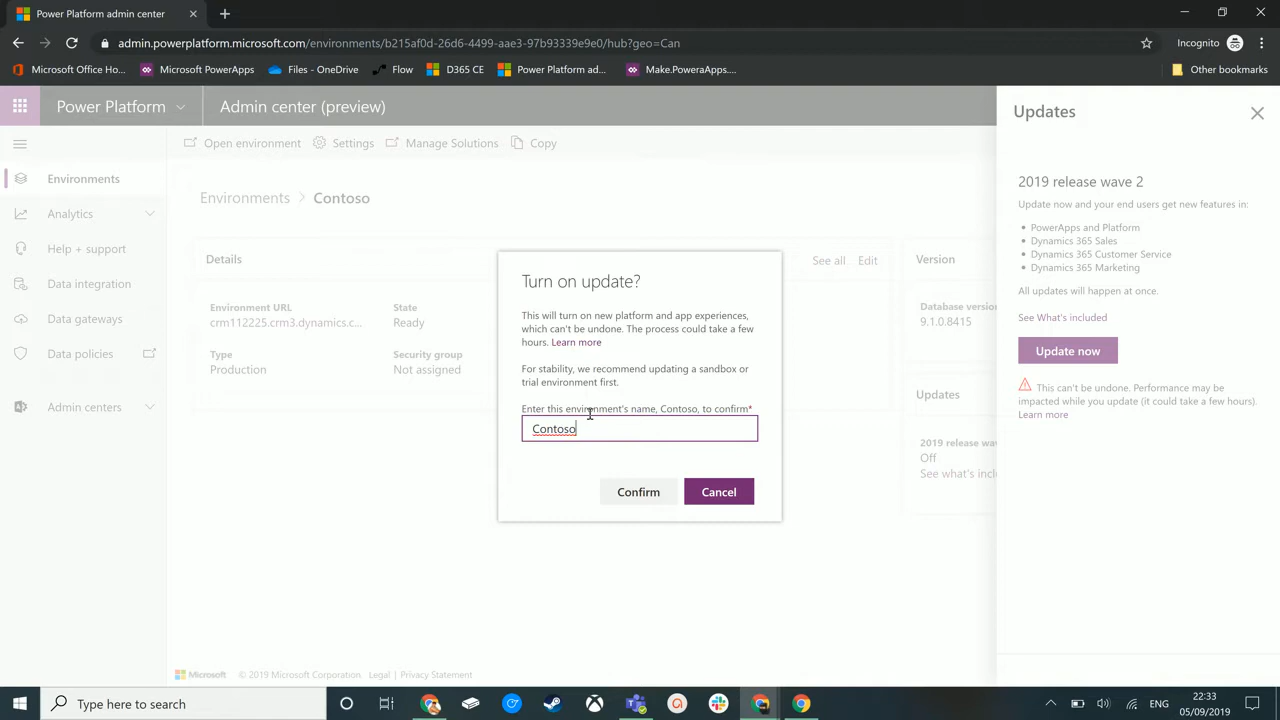 Power Platform admin center
admin.powerplatform.microsoft.com/environments/b215af0d-26d6-4499-aae3-97b93339e9e0/hub?geo=Can
Incognito
Microsoft Office Ho...
Microsoft PowerApps
Files - OneDrive
Flow
D365 CE
Power Platform ad...
Make.PoweraApps....
Other bookmarks
Power Platform
Admin center (preview)
Open environment
Settings
Manage Solutions
Copy
Environments
Analytics
Help + support
Data integration
Data gateways
Data policies
Admin centers
Environments > Contoso
Details
See all
Edit
Environment URL
crm112225.crm3.dynamics.c...
State
Ready
Type
Production
Security group
Not assigned
Version
Database version
9.1.0.8415
Updates
2019 release wav
Off
See what's inclu
Turn on update?
This will turn on new platform and app experiences,
which can't be undone. The process could take a few
hours. Learn more
For stability, we recommend updating a sandbox or
trial environment first.
Enter this environment's name, Contoso, to confirm*
Contoso
Confirm
Cancel
Updates
2019 release wave 2
Update now and your end users get new features in:
• PowerApps and Platform
• Dynamics 365 Sales
• Dynamics 365 Customer Service
• Dynamics 365 Marketing
All updates will happen at once.
See What's included
Update now
This can't be undone. Performance may be
impacted while you update (it could take a few hours).
Learn more
Microsoft © 2019 Microsoft Corporation. Legal | Privacy Statement
Type here to search
22:33
05/09/2019